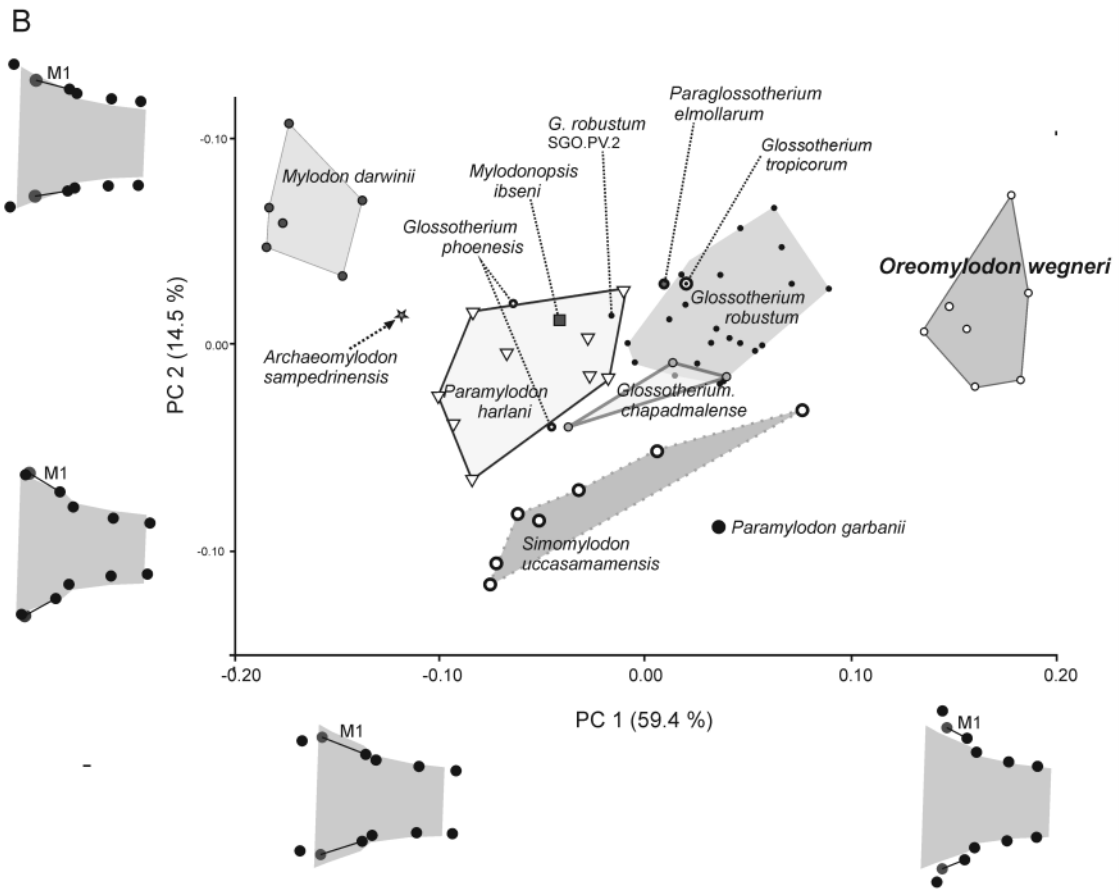 B
M1
-0.10
Mylodon darwinii
Glossotherium
phoenesis
Mylodonopsis
ibseni
G. robustum
SGO.PV.2
Paraglossotherium
elmollarum
Glossotherium
tropicorum
Oreomylodon wegneri
Glossotherium
robustum
PC 2 (14.5 %)
0.00
Archaeomylodon
sampedrinensis
Paramylodon
harlani
Glossotherium.
chapadmalense
M1
-0.10
Simomylodon
uccasamamensis
Paramylodon garbanii
-0.20
-0.10
0.00
0.10
0.20
PC 1 (59.4 %)
M1
M1